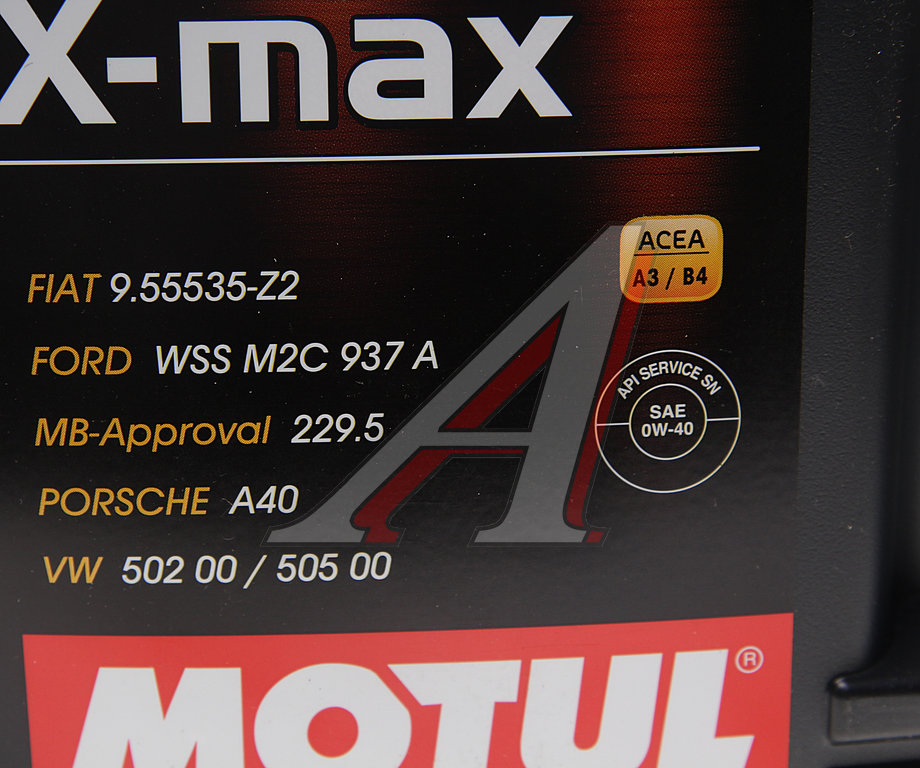 X-max
ACEA
A3 / B4
FIAT 9.55535-Z2
FORD WSS M2C 937 A
MB-Approval 229.5
PORSCHE A40
VW 502 00 / 505 00
API SERVICE SN
SAE
0W-40
MOTUL®
A